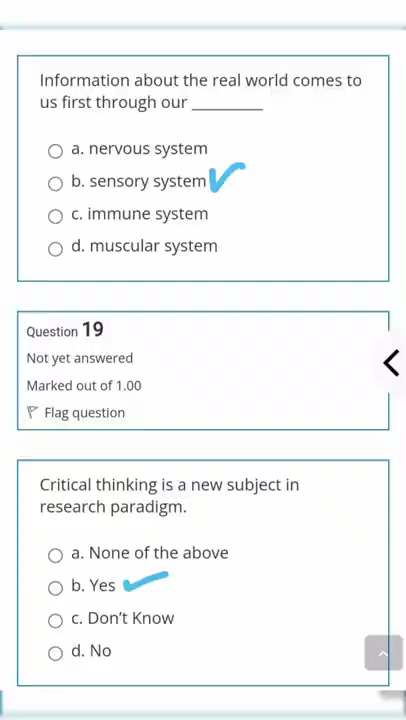 Information about the real world comes to
us first through our _________
a. nervous system
b. sensory system
c. immune system
d. muscular system
Question 19
Not yet answered
Marked out of 1.00
Flag question
Critical thinking is a new subject in
research paradigm.
a. None of the above
b. Yes
c. Don't Know
d. No